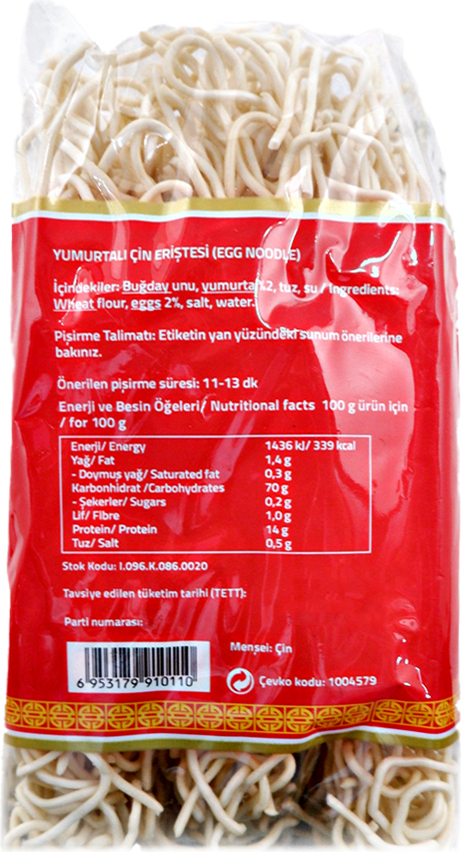 YUMURTALI ÇİN ERİŞTESİ (EGG NOODLE)
İçindekiler: Buğday unu, yumurta %2, tuz, su / Ingredients:
Wheat flour, eggs 2%, salt, water.
Pişirme Talimatı: Etiketin yan yüzündeki sunum önerilerine
bakınız.
Önerilen pişirme süresi: 11-13 dk
Enerji ve Besin Öğeleri/ Nutritional facts 100 g ürün için
/ for 100 g
Enerji/ Energy 1436 kJ/ 339 kcal
Yağ/ Fat 1,4 g
- Doymuş yağ/ Saturated fat 0,3 g
Karbonhidrat /Carbohydrates 70 g
- Şekerler/ Sugars 0,2 g
Lif/ Fibre 1,0 g
Protein/ Protein 14 g
Tuz/ Salt 0,5 g
Stok Kodu: I.096.K.086.0020
Tavsiye edilen tüketim tarihi (TETT):
Parti numarası:
Menşei: Çin
6 953179 910110
Çevko kodu: 1004579